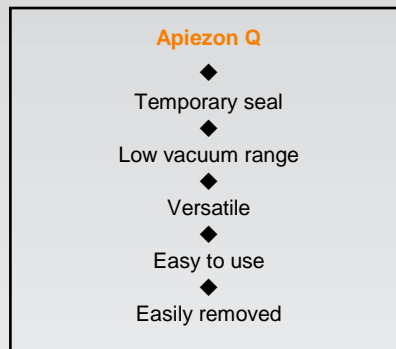 Apiezon Q
◆
Temporary seal
◆
Low vacuum range
◆
Versatile
◆
Easy to use
◆
Easily removed